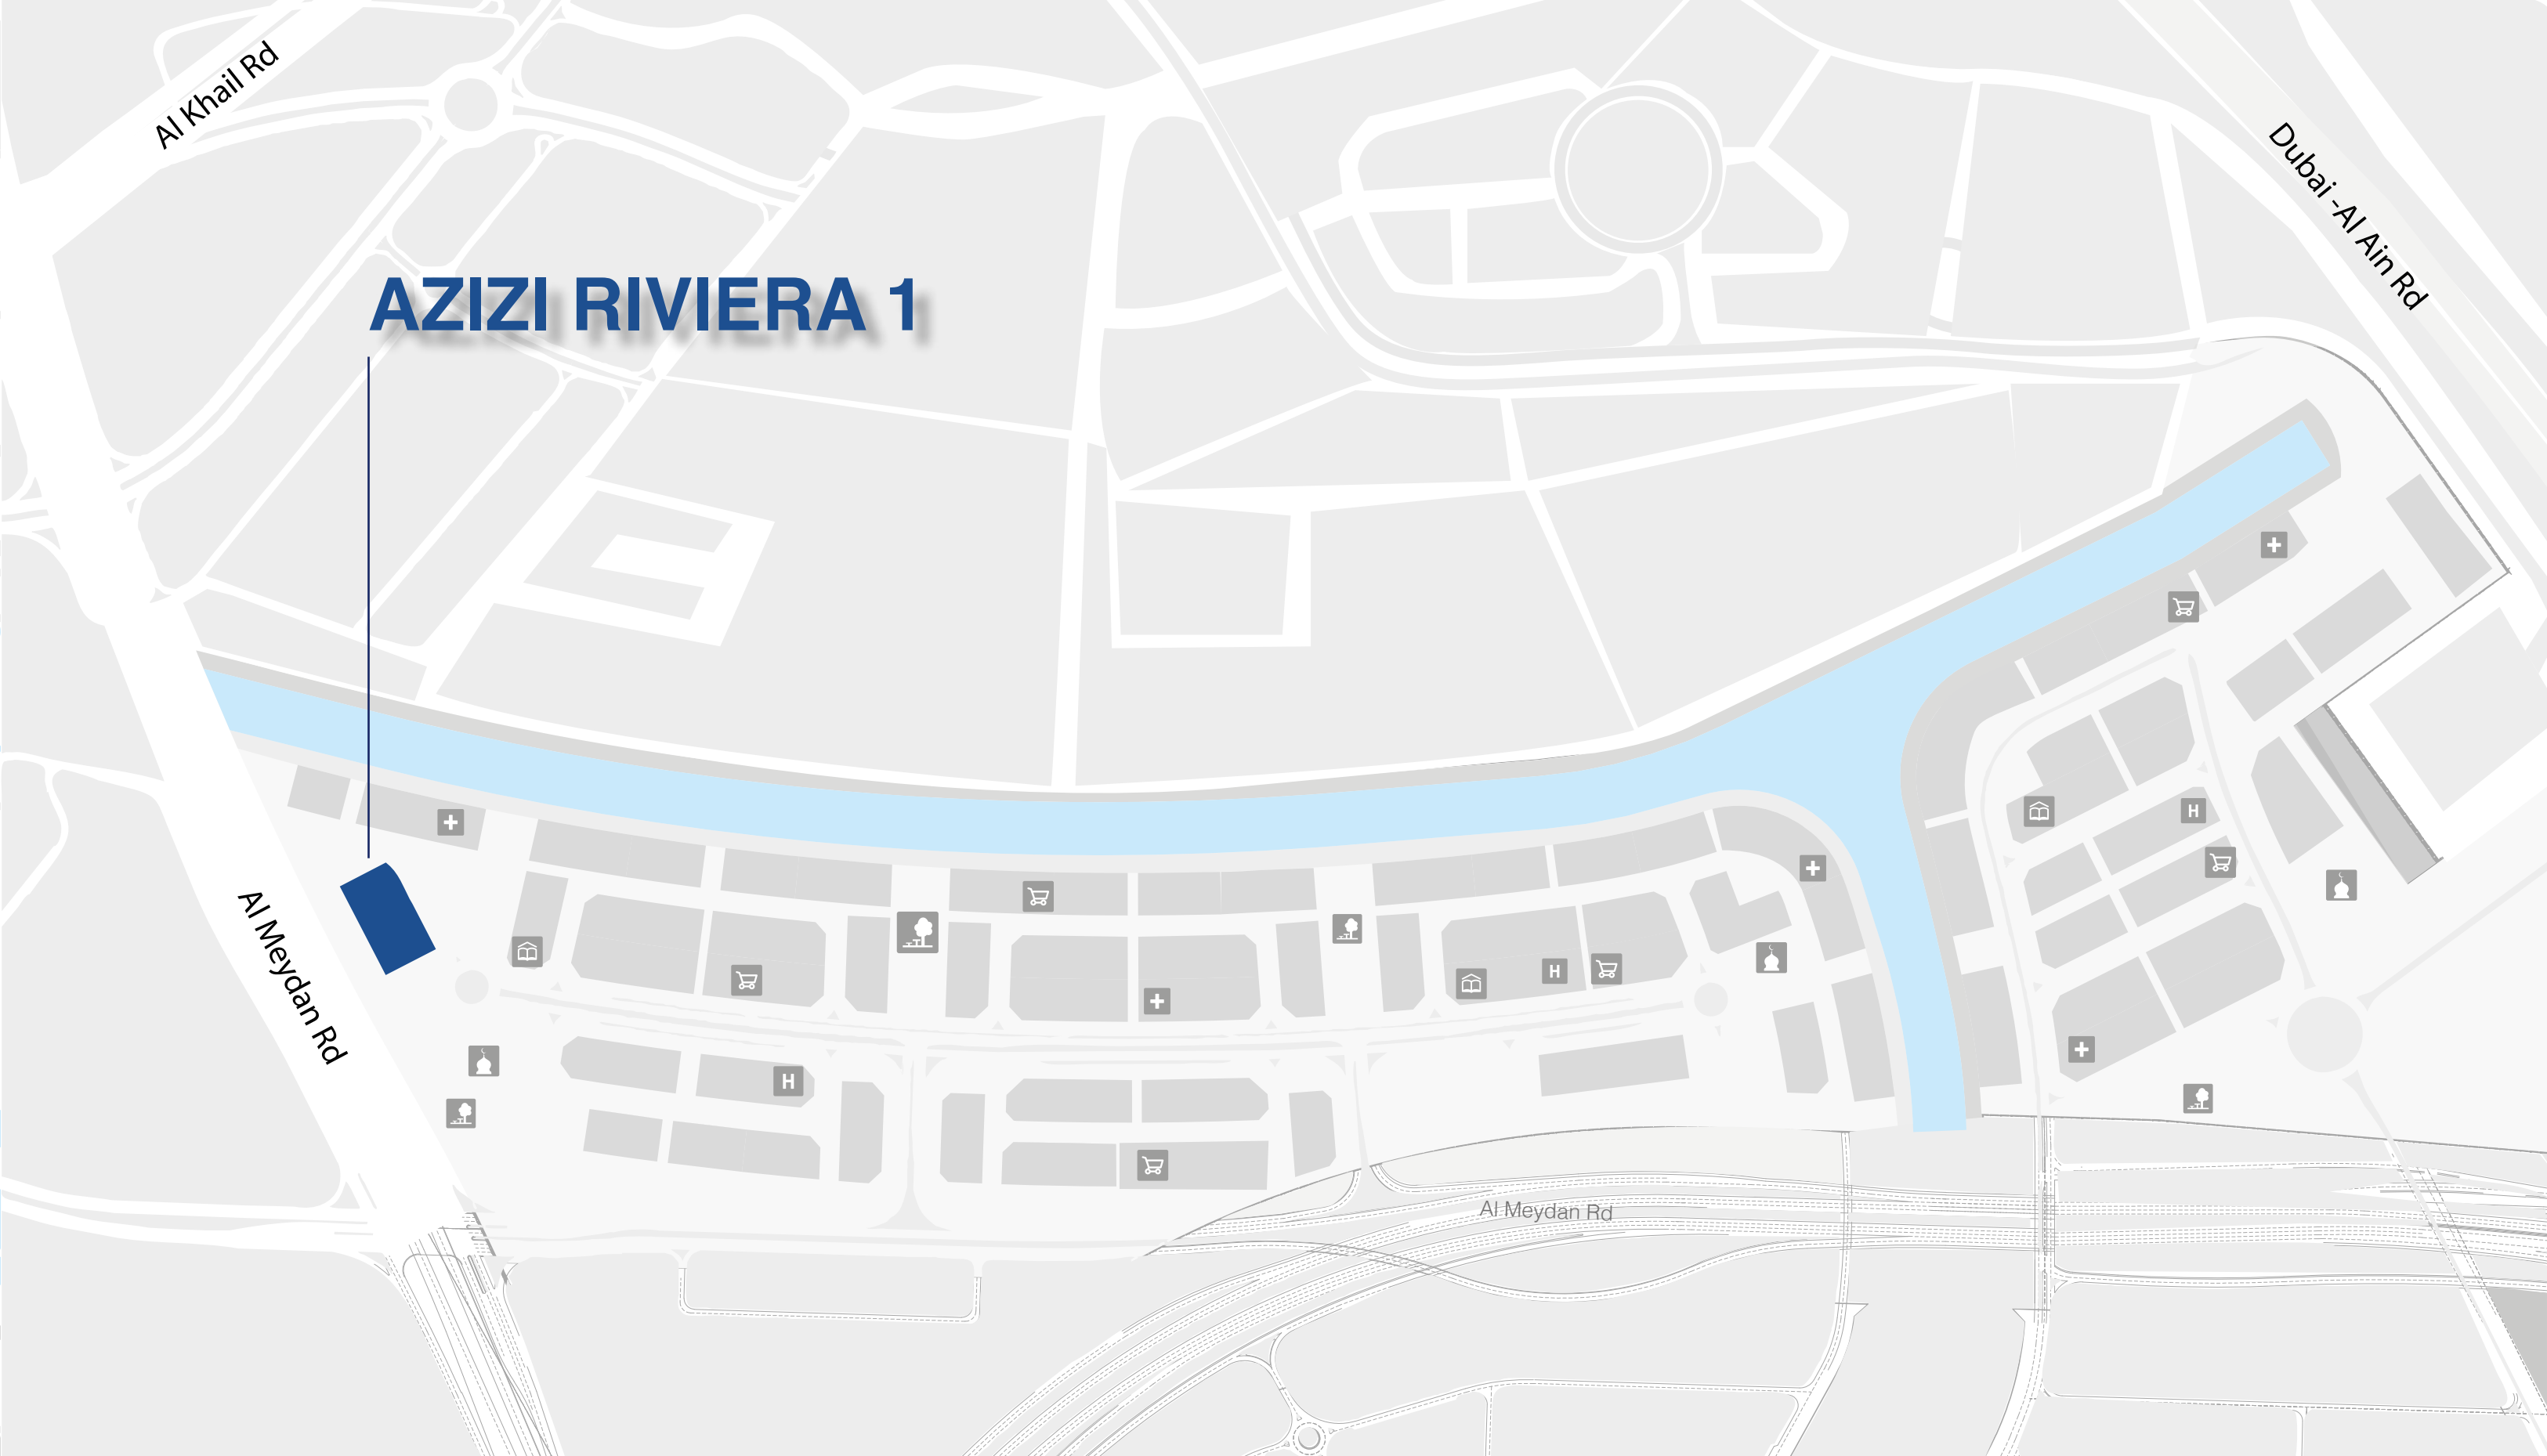 Al Khail Rd
Dubai -Al Ain Rd
AZIZI RIVIERA 1
Al Meydan Rd
H
H
H
Al Meydan Rd